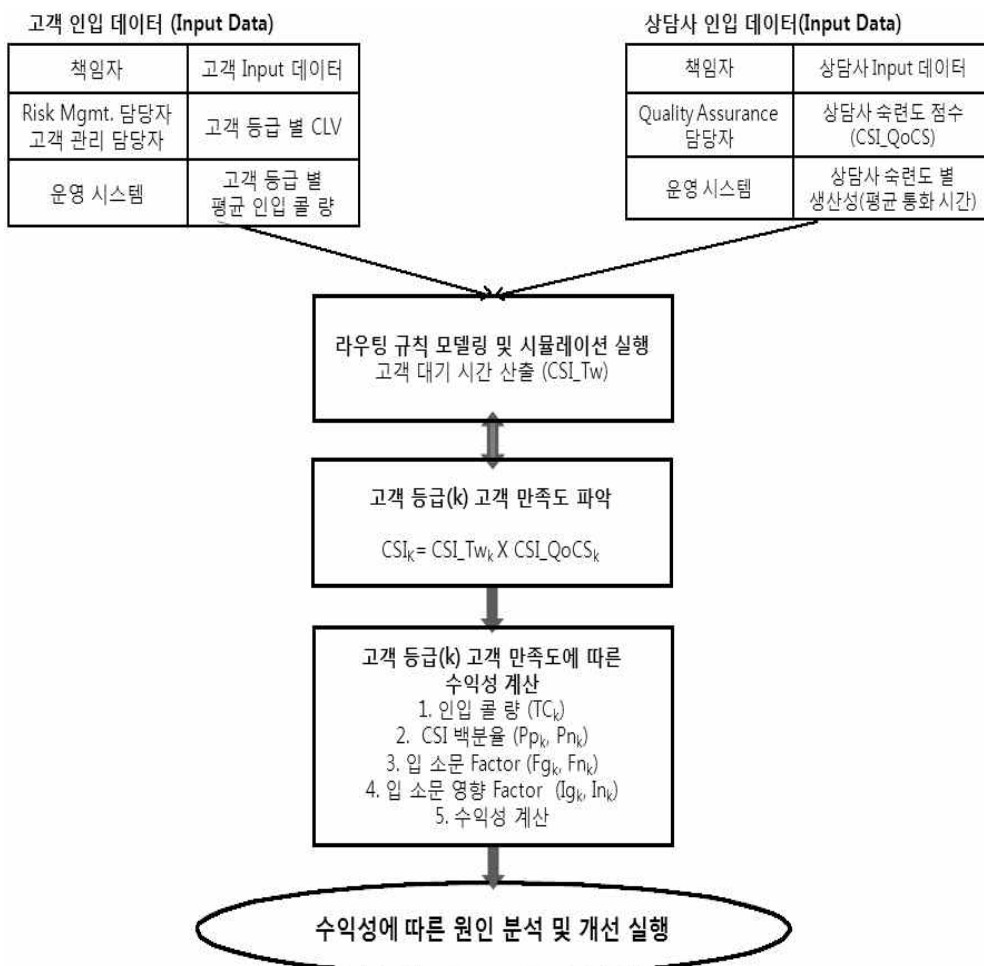 고객 인입 데이터 (Input Data)
책임자 고객 Input 데이터
Risk Mgmt. 담당자
고객 관리 담당자
고객 등급 별 CLV
운영 시스템
고객 등급 별
평균 인입 콜 량
상담사 인입 데이터(Input Data)
책임자 상담사 Input 데이터
Quality Assurance
담당자
상담사 숙련도 점수
(CSI_QoCS)
운영 시스템
상담사 숙련도 별
생산성(평균 통화 시간)
라우팅 규칙 모델링 및 시뮬레이션 실행
고객 대기 시간 산출 (CSI_Tw)
고객 등급(k) 고객 만족도 파악
CSIK= CSI_Twk X CSI_QoCSk
고객 등급(k) 고객 만족도에 따른
수익성 계산
1. 인입 콜 량 (TCk)
2. CSI 백분율 (Ppk, Pnk)
3. 입 소문 Factor (Fgk, Fnk)
4. 입 소문 영향 Factor (Igk, Ink)
5. 수익성 계산
수익성에 따른 원인 분석 및 개선 실행